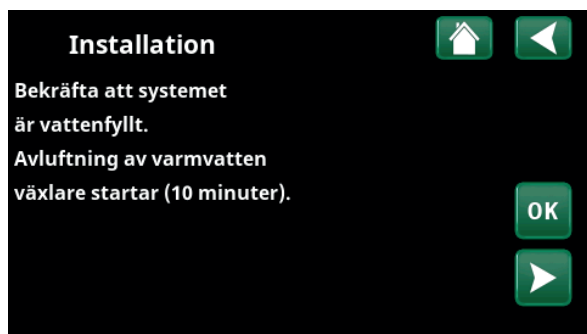 Installation
Bekräfta att systemet
är vattenfyllt.
Avluftning av varmvatten
växlare startar (10 minuter).
OK